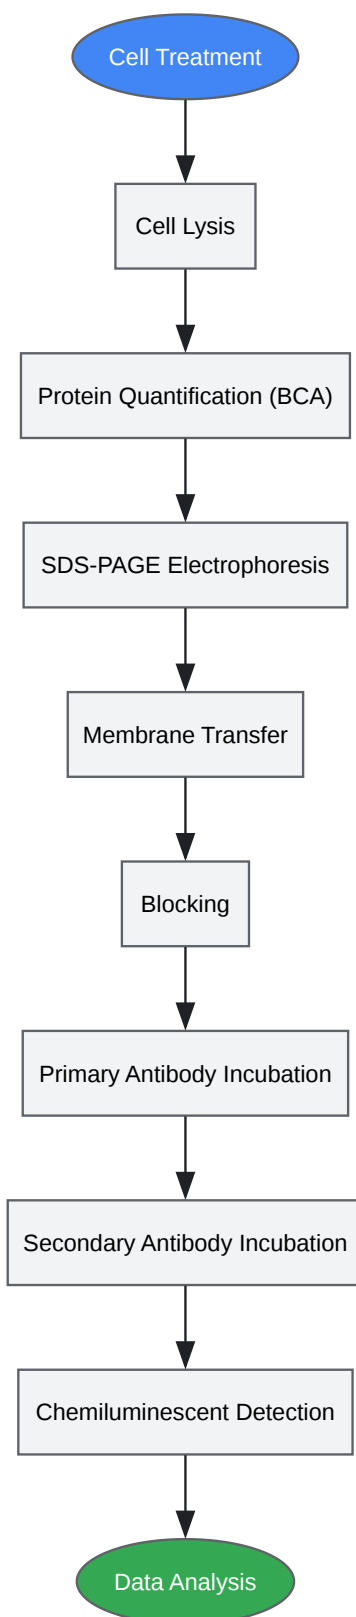 Cell Treatment
Cell Lysis
Protein Quantification (BCA)
SDS-PAGE Electrophoresis
Membrane Transfer
Blocking
Primary Antibody Incubation
Secondary Antibody Incubation
Chemiluminescent Detection
Data Analysis